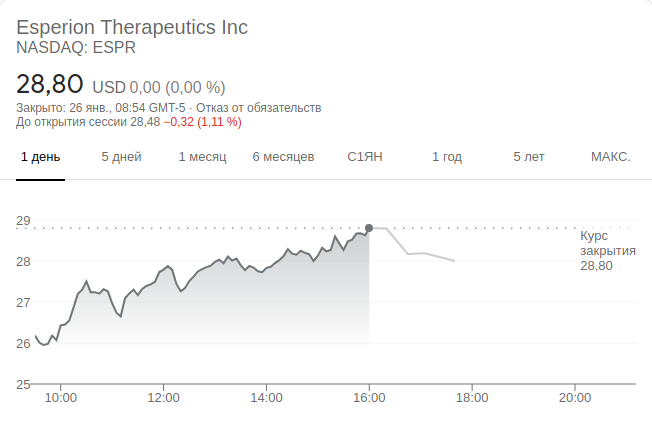 Esperion Therapeutics Inc
NASDAQ: ESPR
28,80 USD 0,00 (0,00 %)
Закрыто: 26 янв., 08:54 GMT-5 · Отказ от обязательств
До открытия сессии 28,48 −0,32 (1,11 %)
1 день 5 дней 1 месяц 6 месяцев С1ЯН 1 год 5 лет МАКС.
29
28
27
26
25
Курс
закрытия
28,80
10:00 12:00 14:00 16:00 18:00 20:00